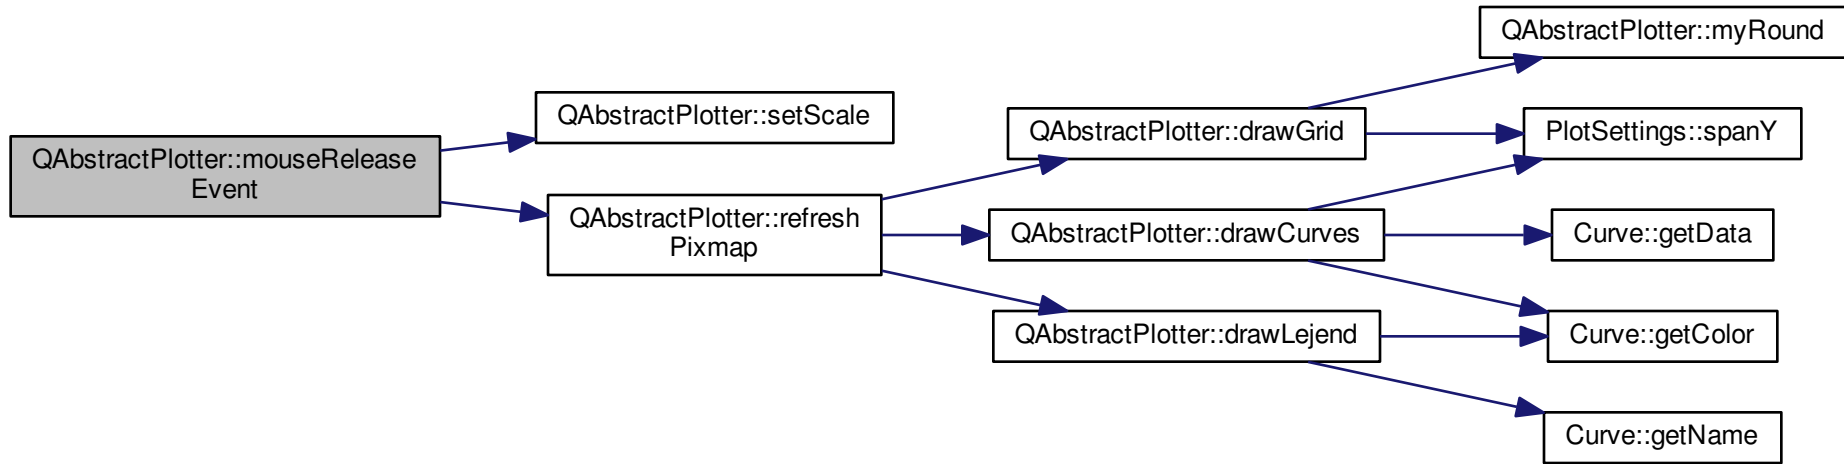 QAbstractPlotter::mouseRelease
Event
QAbstractPlotter::setScale
QAbstractPlotter::refresh
Pixmap
QAbstractPlotter::drawGrid
QAbstractPlotter::drawCurves
QAbstractPlotter::drawLejend
QAbstractPlotter::myRound
PlotSettings::spanY
Curve::getData
Curve::getColor
Curve::getName